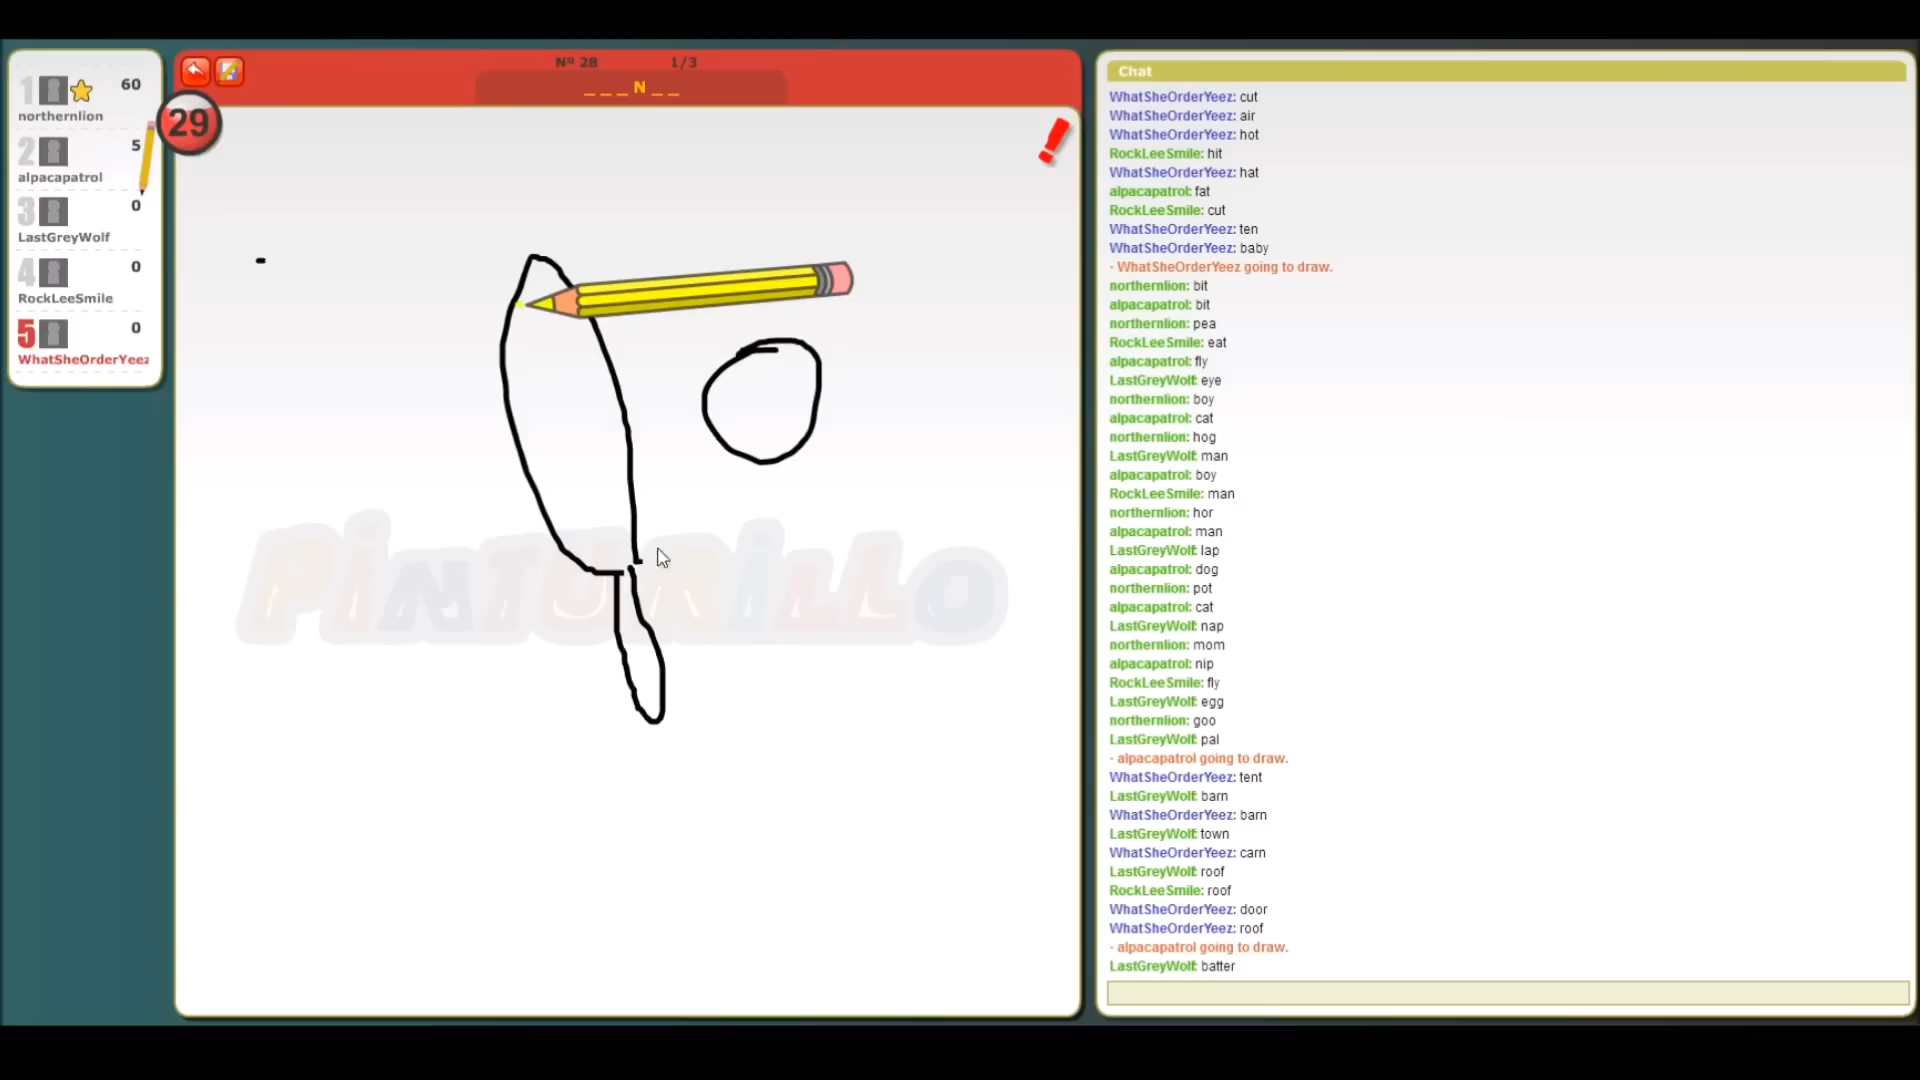 Nº 28 1/3
_ _ _ N _ _
29
1 60
northernlion
2 5
alpacapatrol
3 0
LastGreyWolf
4 0
RockLeeSmile
5 0
WhatSheOrderYeez
PINTURILLO
Chat
WhatSheOrderYeez: cut
WhatSheOrderYeez: air
WhatSheOrderYeez: hot
RockLeeSmile: hit
WhatSheOrderYeez: hat
alpacapatrol: fat
RockLeeSmile: cut
WhatSheOrderYeez: ten
WhatSheOrderYeez: baby
· WhatSheOrderYeez going to draw.
northernlion: bit
alpacapatrol: bit
northernlion: pea
RockLeeSmile: eat
alpacapatrol: fly
LastGreyWolf: eye
northernlion: boy
alpacapatrol: cat
northernlion: hog
LastGreyWolf: man
alpacapatrol: boy
RockLeeSmile: man
northernlion: hor
alpacapatrol: man
LastGreyWolf: lap
alpacapatrol: dog
northernlion: pot
alpacapatrol: cat
LastGreyWolf: nap
northernlion: mom
alpacapatrol: nip
RockLeeSmile: fly
LastGreyWolf: egg
northernlion: goo
LastGreyWolf: pal
· alpacapatrol going to draw.
WhatSheOrderYeez: tent
LastGreyWolf: barn
WhatSheOrderYeez: barn
LastGreyWolf: town
WhatSheOrderYeez: carn
LastGreyWolf: roof
RockLeeSmile: roof
WhatSheOrderYeez: door
WhatSheOrderYeez: roof
· alpacapatrol going to draw.
LastGreyWolf: batter